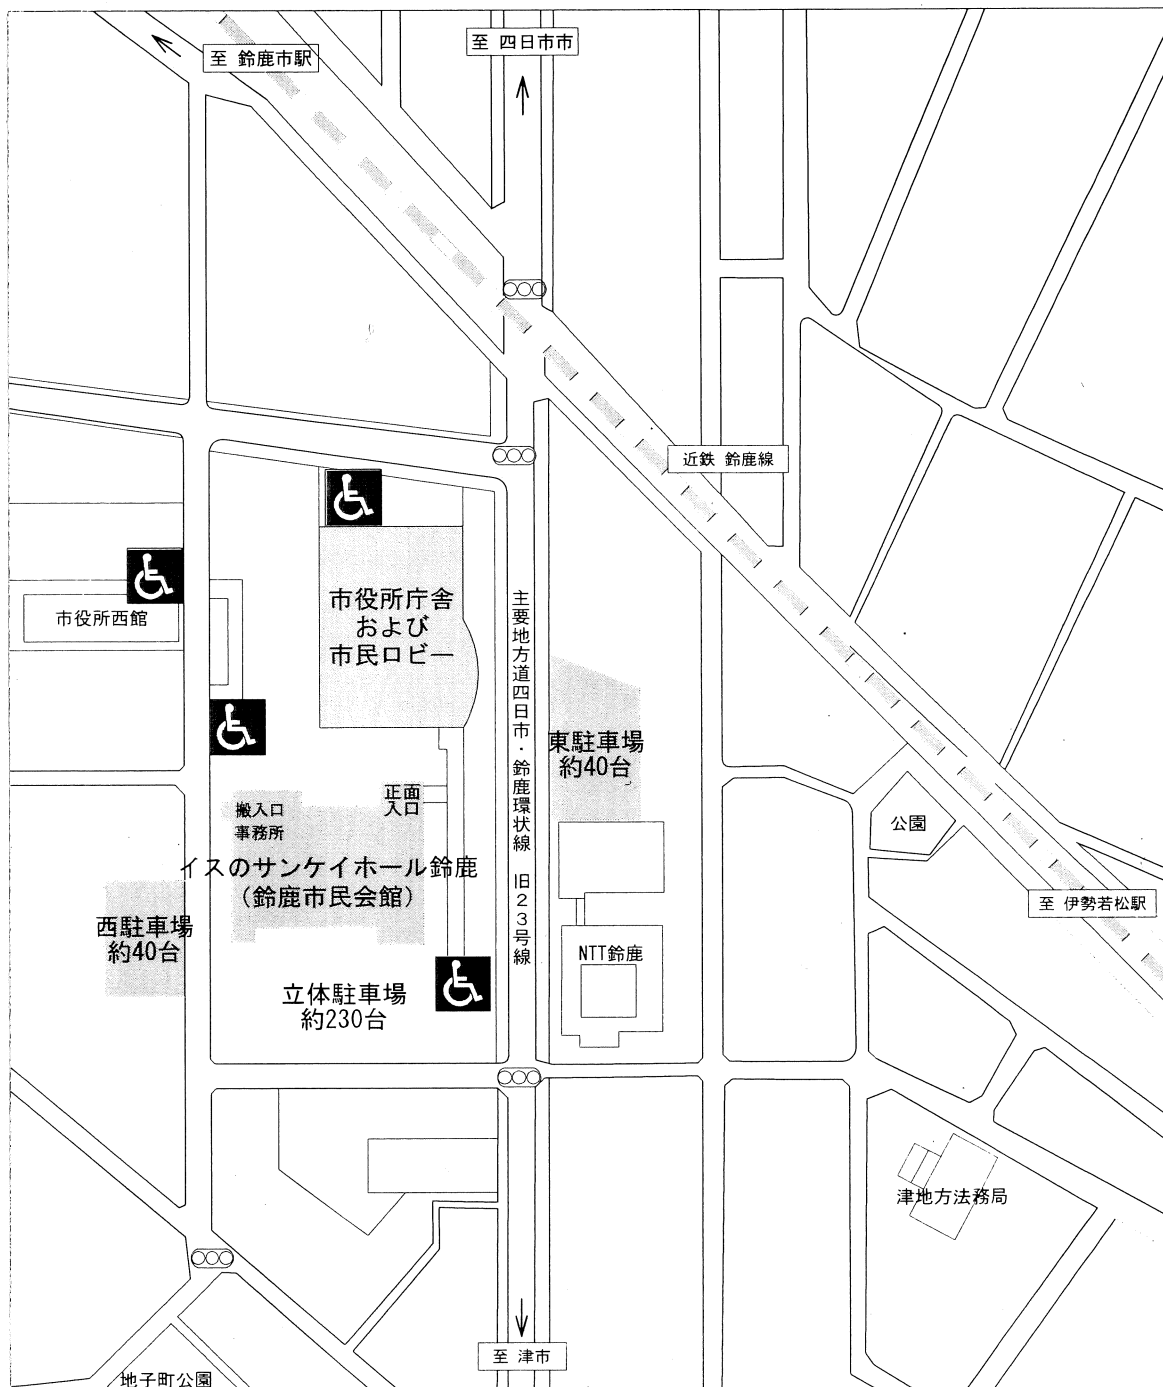 至 四日市市
至 鈴鹿市駅
近鉄 鈴鹿線
市役所庁舎
および
市民ロビー
市役所西館
主要地方道四日市・鈴鹿環状線 旧23号線
東駐車場
約40台
正面
入口
搬入口
事務所
公園
イスのサンケイホール鈴鹿
（鈴鹿市民会館）
至 伊勢若松駅
西駐車場
約40台
NTT鈴鹿
立体駐車場
約230台
津地方法務局
至 津市
地子町公園